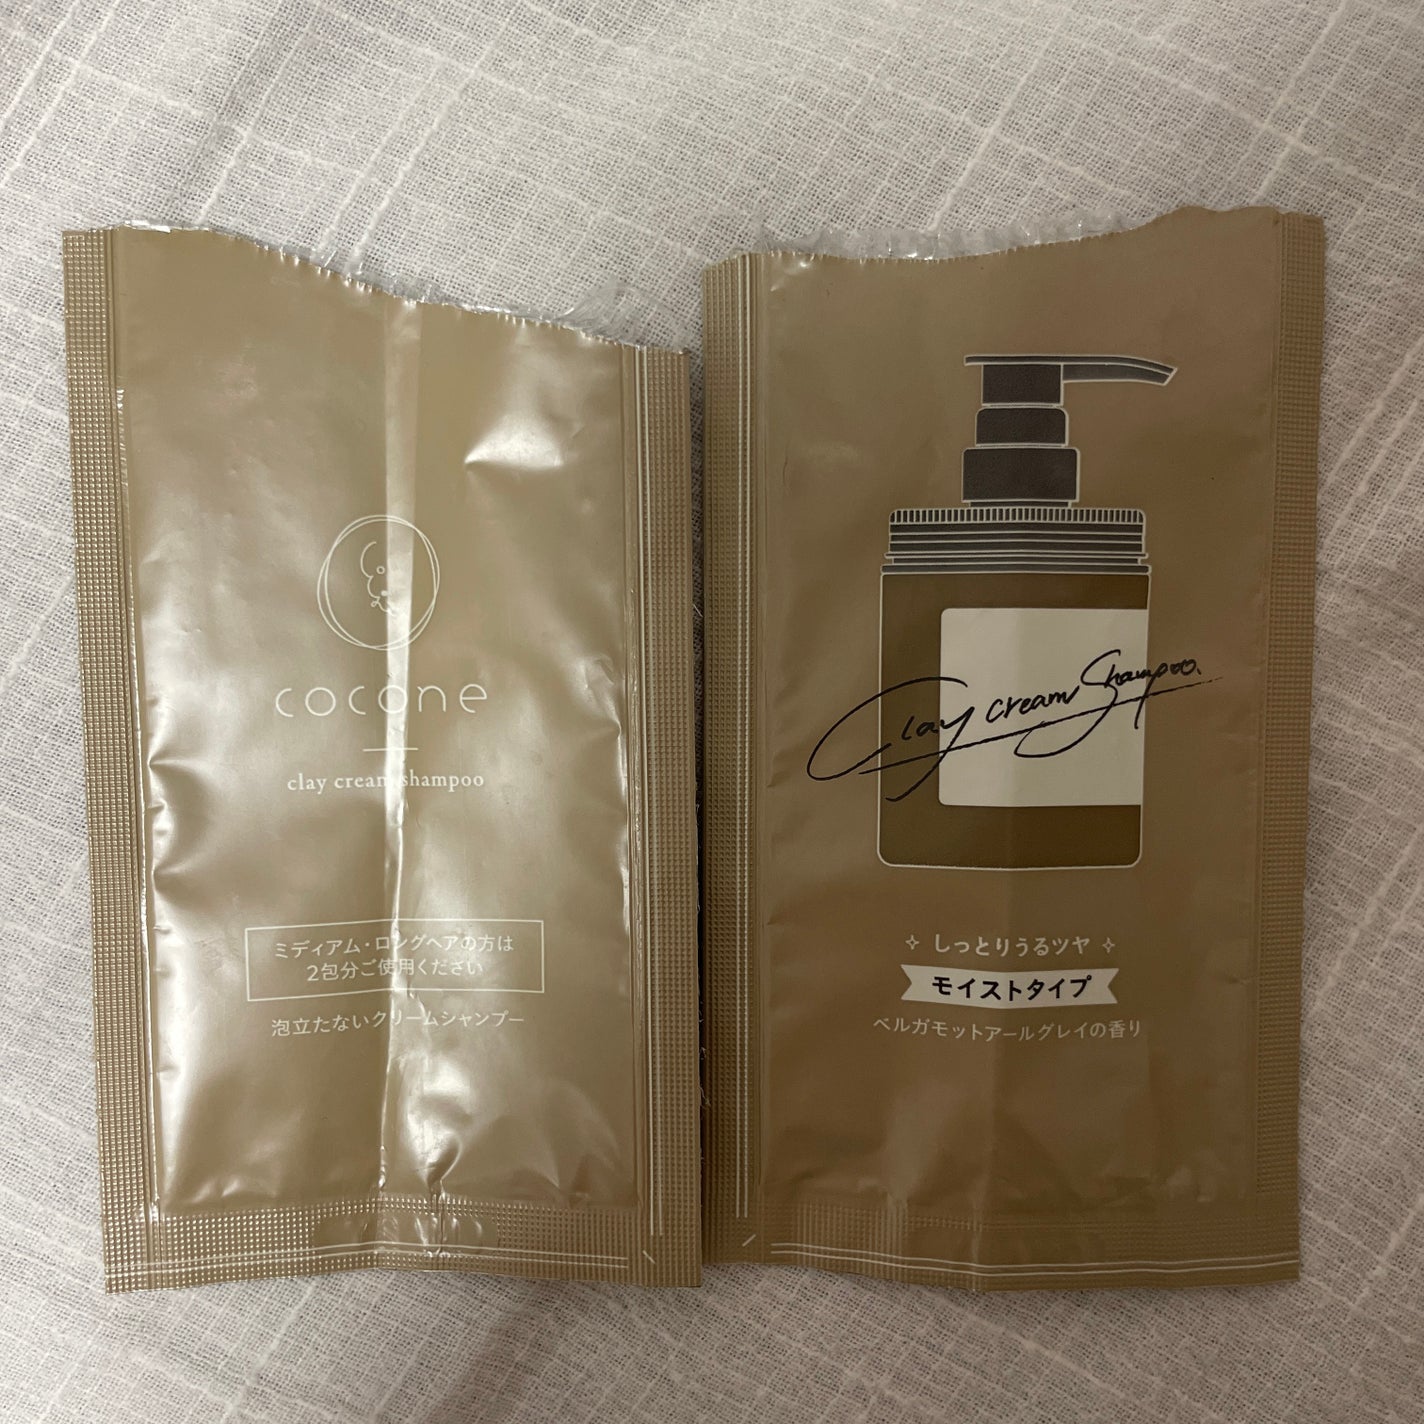 cocone
clay cream shampoo
ミディアム・ロングヘアの方は
2包分ご使用ください
泡立たないクリームシャンプー
Clay cream Shampoo.
しっとりうるツヤ
モイストタイプ
ベルガモットアールグレイの香り